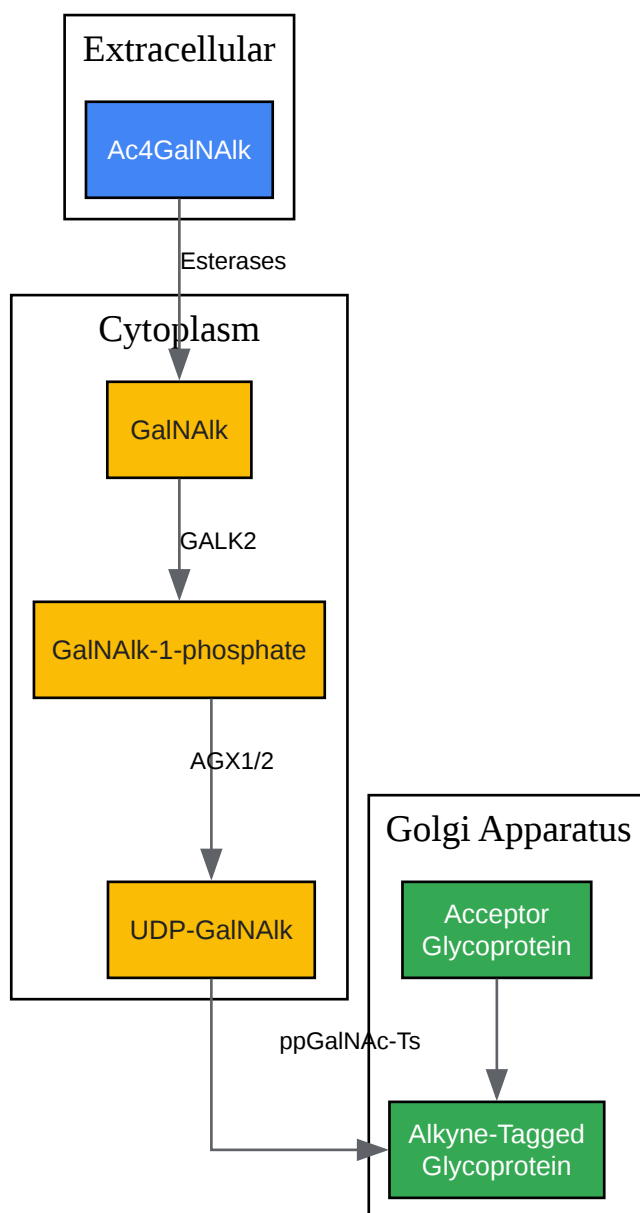 Extracellular
Ac4GalNAlk
Esterases
Cytoplasm
GalNAlk
GALK2
GalNAlk-1-phosphate
AGX1/2
UDP-GalNAlk
Golgi Apparatus
Acceptor
Glycoprotein
ppGalNAc-Ts
Alkyne-Tagged
Glycoprotein